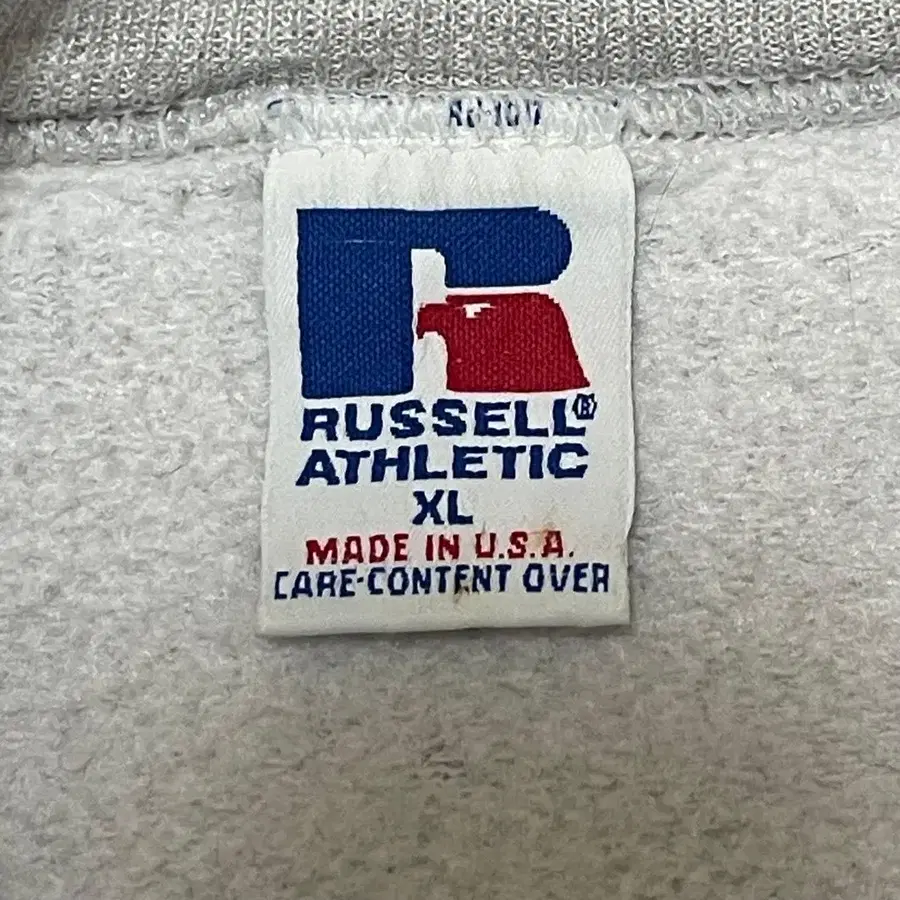 RUSSELL®
ATHLETIC
XL
MADE IN U.S.A.
CARE-CONTENT OVER